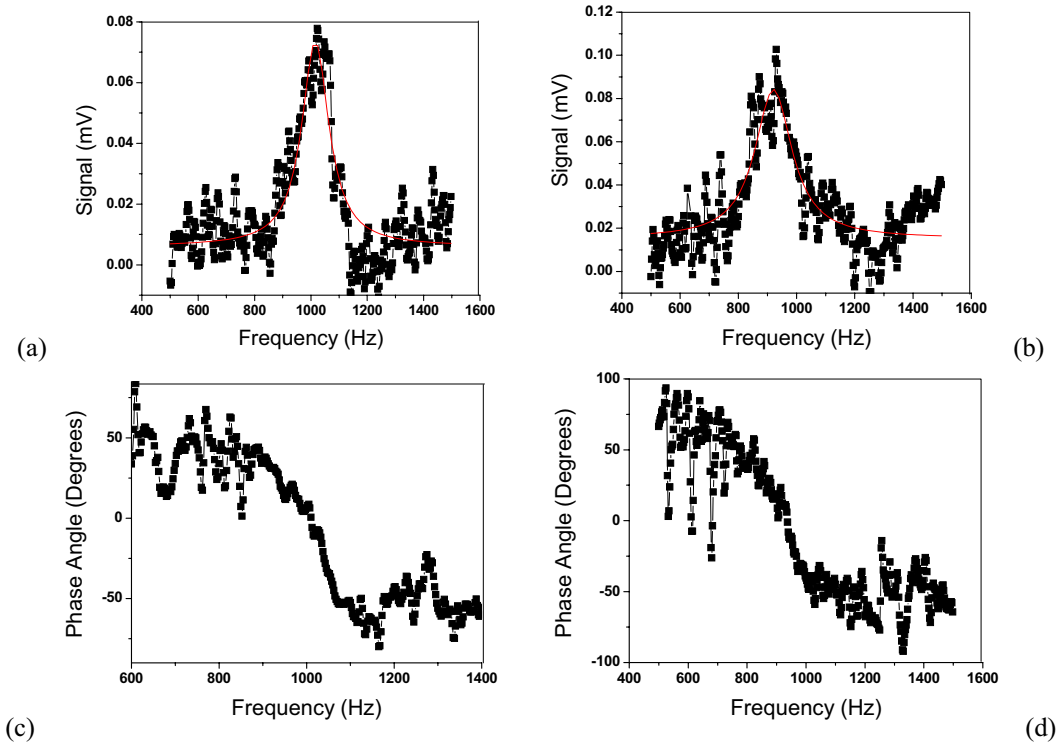 0.08
0.06
0.04
0.02
0.00
Signal (mV)
400 600 800 1000 1200 1400 1600
Frequency (Hz)
(a)
0.12
0.10
0.08
0.06
0.04
0.02
0.00
Signal (mV)
400 600 800 1000 1200 1400 1600
Frequency (Hz)
(b)
50
0
-50
Phase Angle (Degrees)
600 800 1000 1200 1400
Frequency (Hz)
(c)
100
50
0
-50
-100
Phase Angle (Degrees)
400 600 800 1000 1200 1400 1600
Frequency (Hz)
(d)